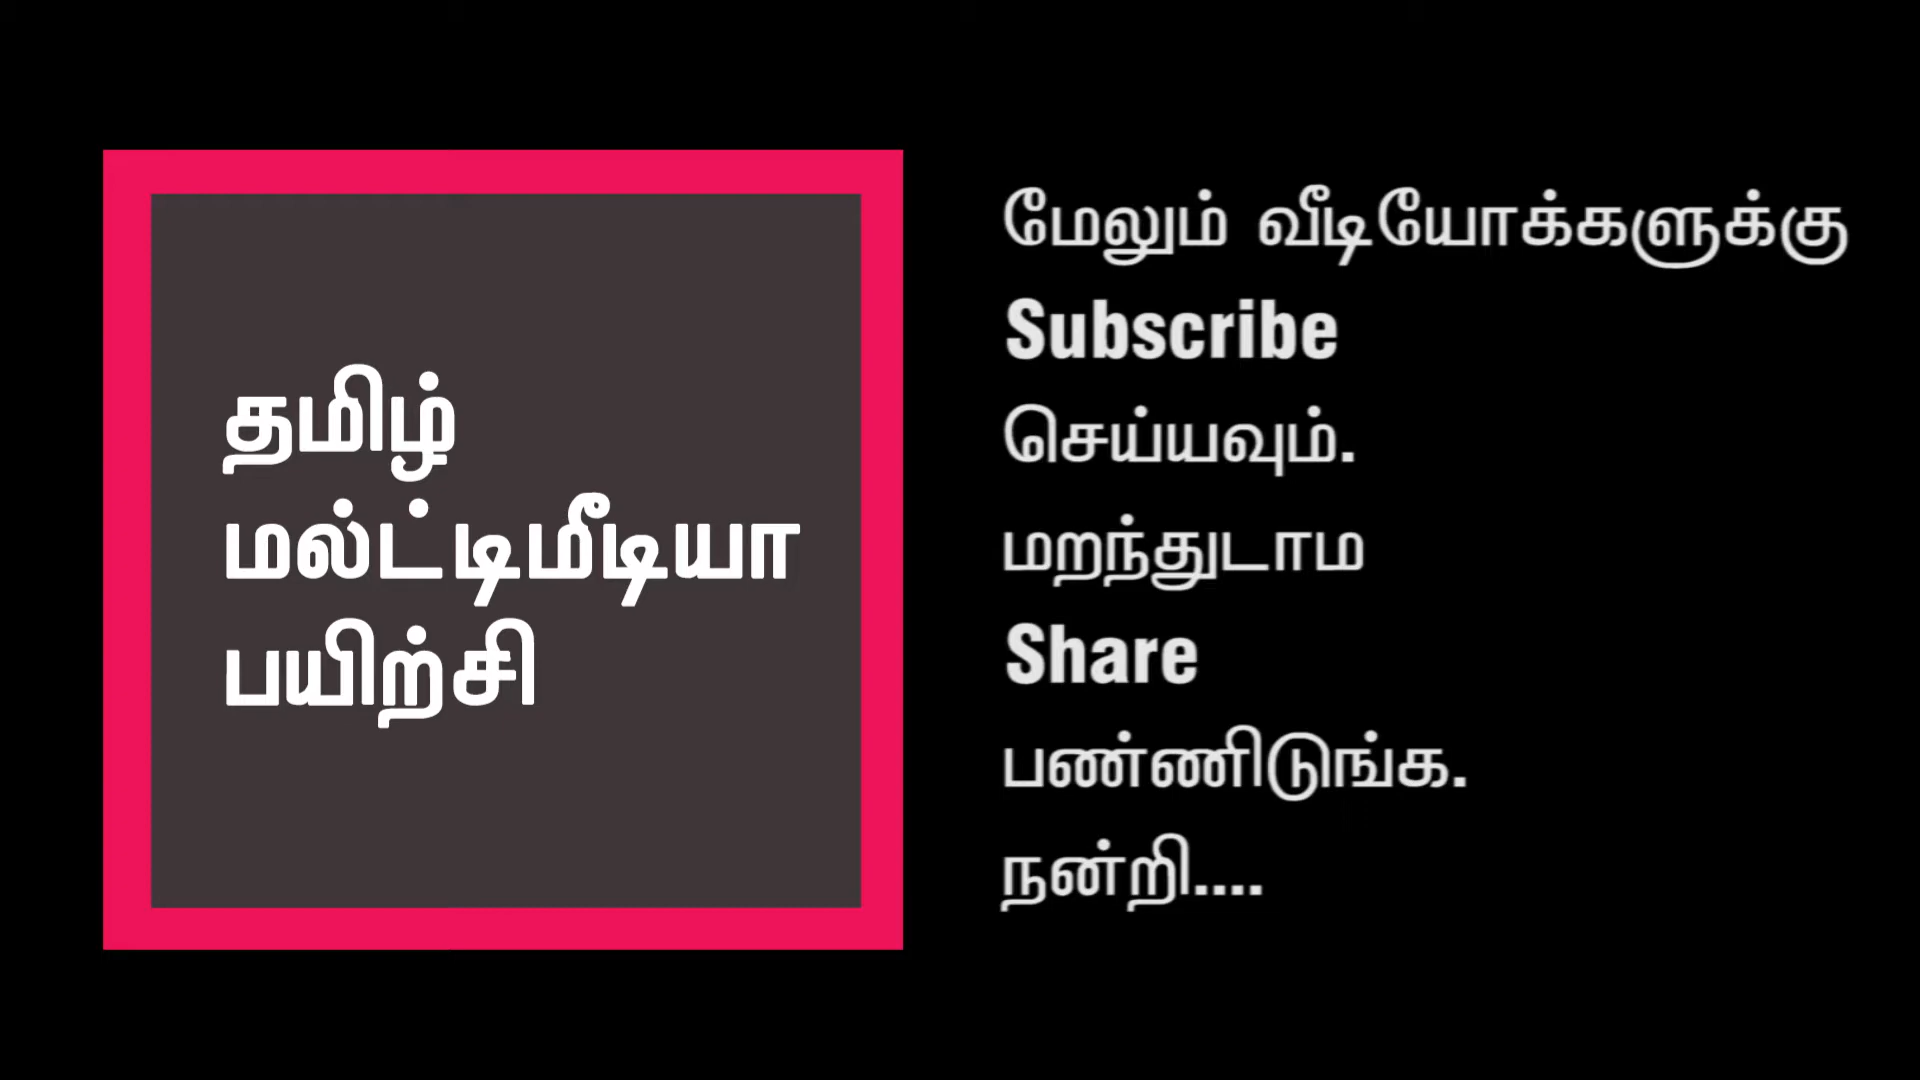 தமிழ்
மல்ட்டிமீடியா
பயிற்சி
மேலும் வீடியோக்களுக்கு
Subscribe
செய்யவும்.
மறந்துடாம
Share
பண்ணிடுங்க.
நன்றி....